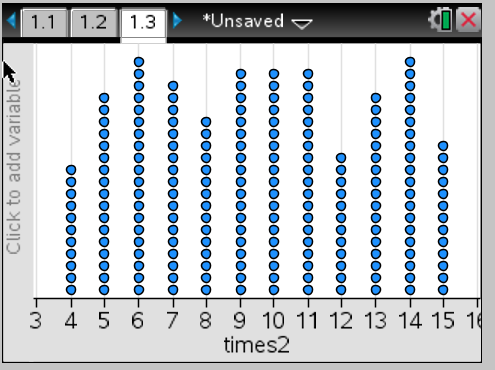 1.1 1.2 1.3 *Unsaved
Click to add variable
3 4 5 6 7 8 9 10 11 12 13 14 15 16
times2